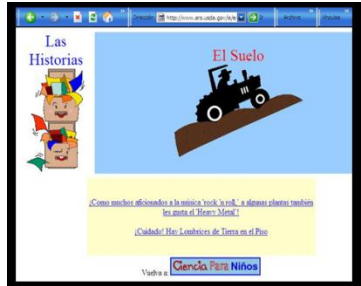 Dirección
http://www.ars.usda.gov/is/e
Ir
Archivo
Vínculos
Las
Historias
El Suelo
¡Como muchos aficionados a la música 'rock 'n roll,' a algunas plantas también
les gusta el 'Heavy Metal'!
¡Cuidado! Hay Lombrices de Tierra en el Piso
Vuelva a:
Ciencia Para Niños